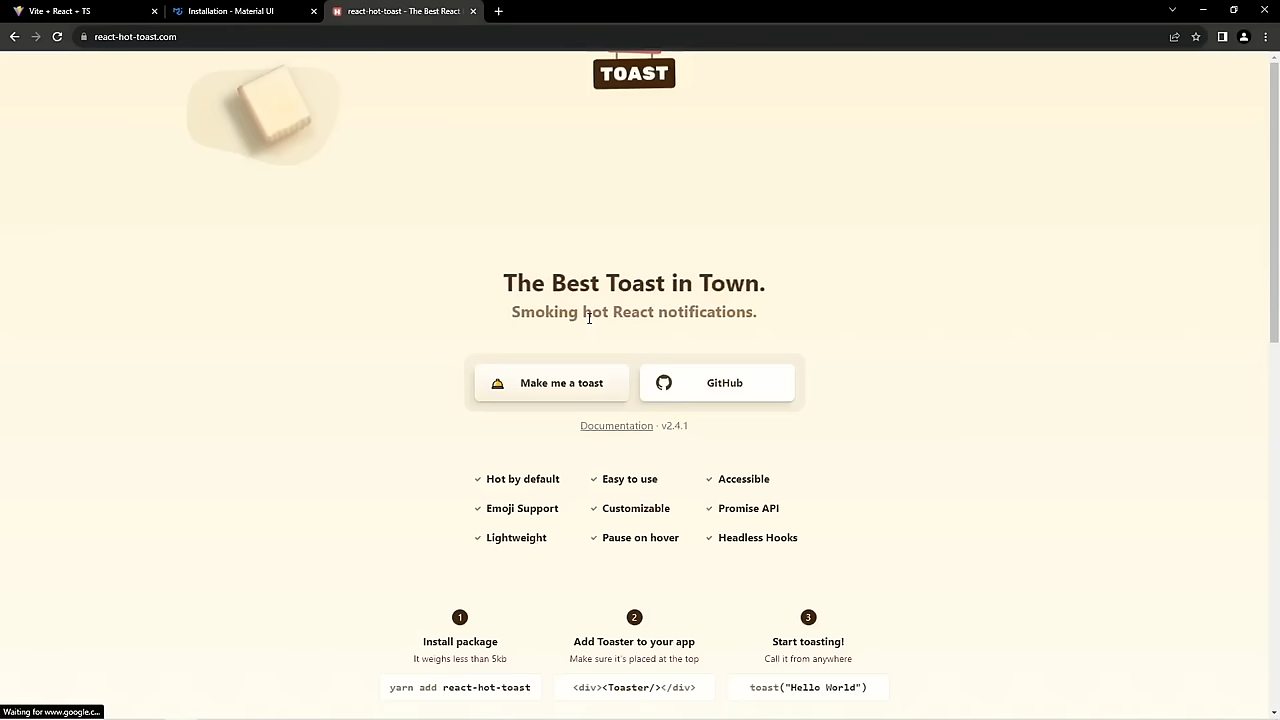 Vite + React + TS
Installation - Material UI
react-hot-toast - The Best React
react-hot-toast.com
TOAST
The Best Toast in Town.
Smoking hot React notifications.
Make me a toast
GitHub
Documentation · v2.4.1
Hot by default
Easy to use
Accessible
Emoji Support
Customizable
Promise API
Lightweight
Pause on hover
Headless Hooks
1
Install package
It weighs less than 5kb
yarn add react-hot-toast
2
Add Toaster to your app
Make sure it's placed at the top
<div><Toaster/></div>
3
Start toasting!
Call it from anywhere
toast("Hello World")
Waiting for www.google.c...